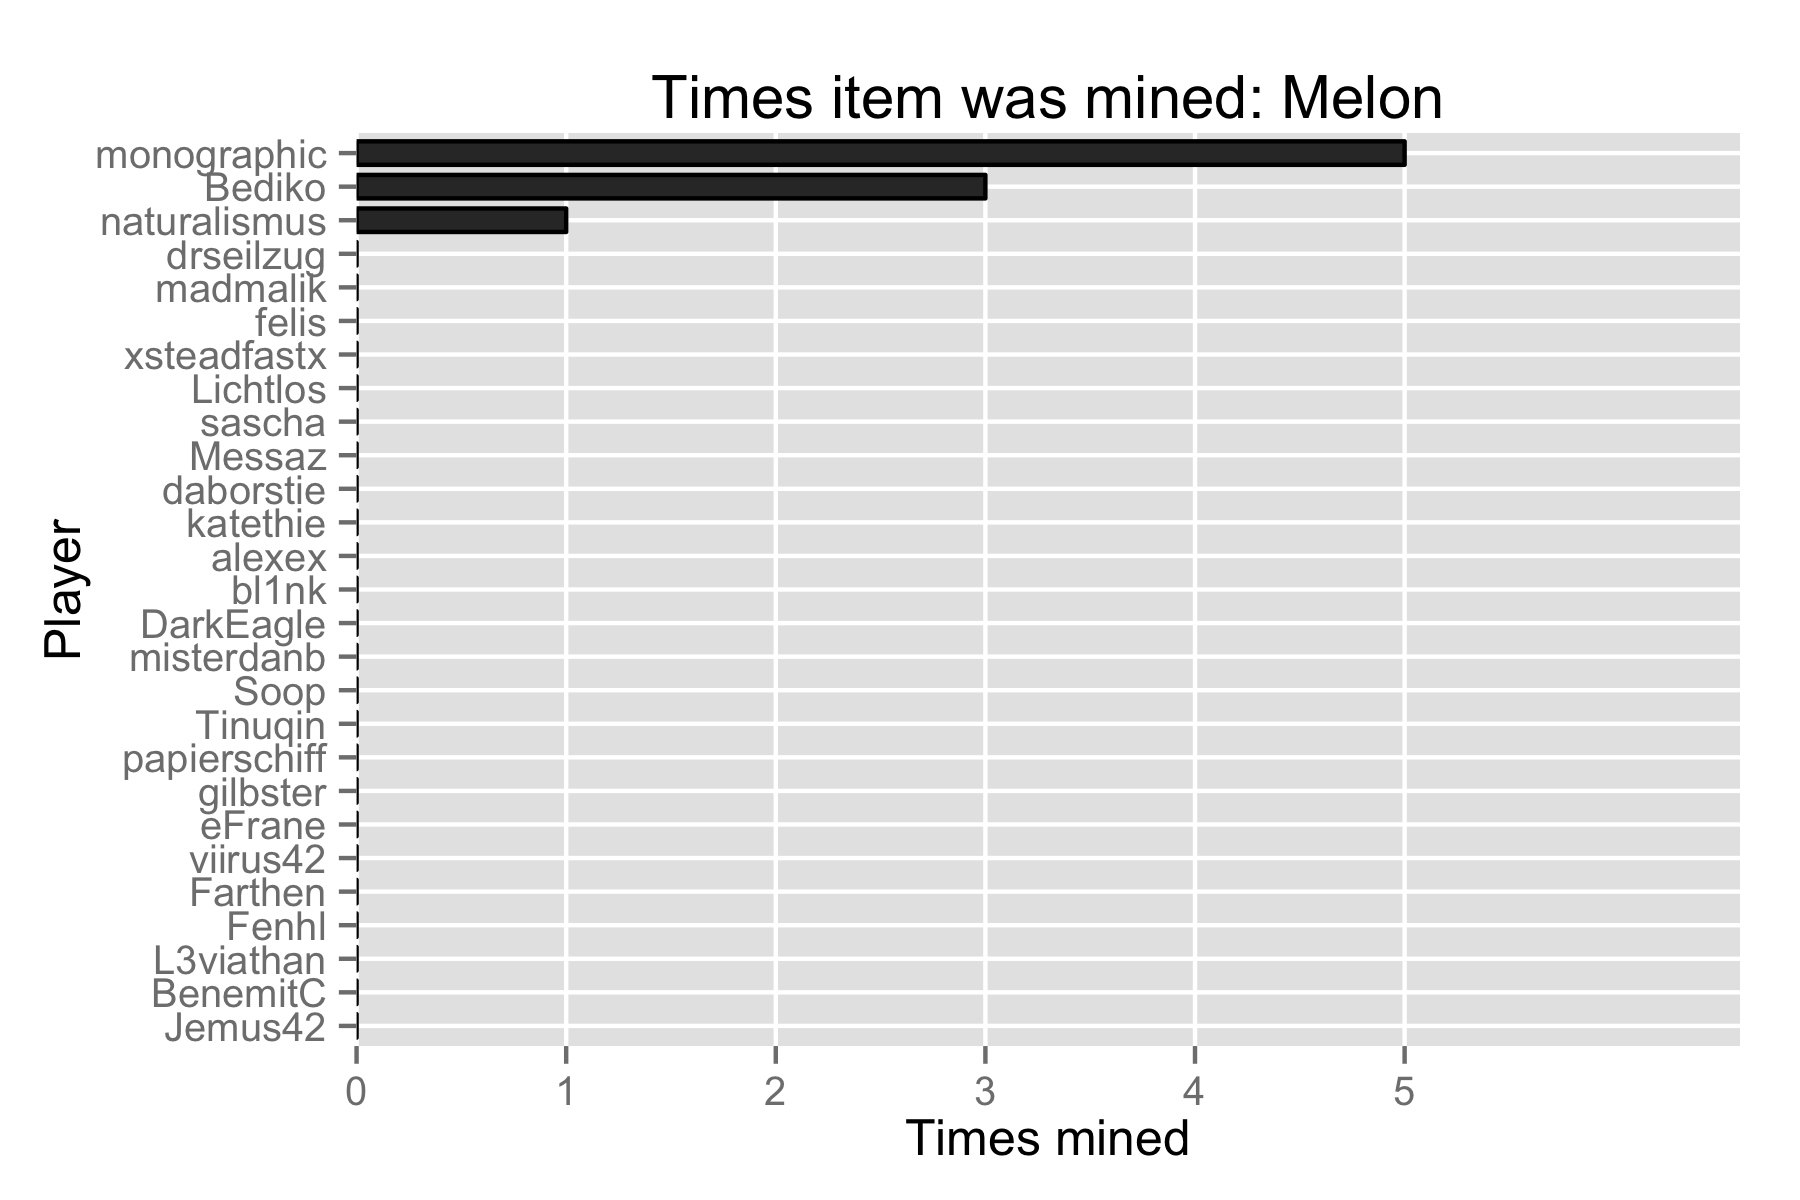 Times item was mined: Melon
monographic
Bediko
naturalismus
drseilzug
madmalik
felis
xsteadfastx
Lichtlos
sascha
Messaz
daborstie
katethie
alexex
bl1nk
DarkEagle
misterdanb
Soop
Tinuqin
papierschiff
gilbster
eFrane
viirus42
Farthen
Fenhl
L3viathan
BenemitC
Jemus42
Player
0 1 2 3 4 5
Times mined